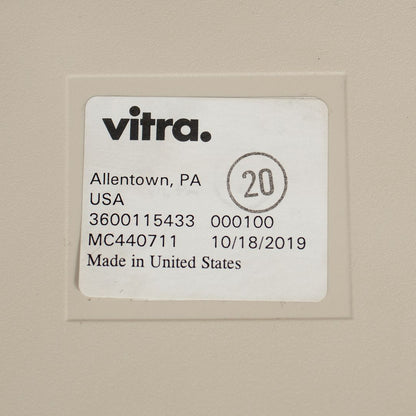 vitra.
20
Allentown, PA
USA
3600115433 000100
MC440711 10/18/2019
Made in United States